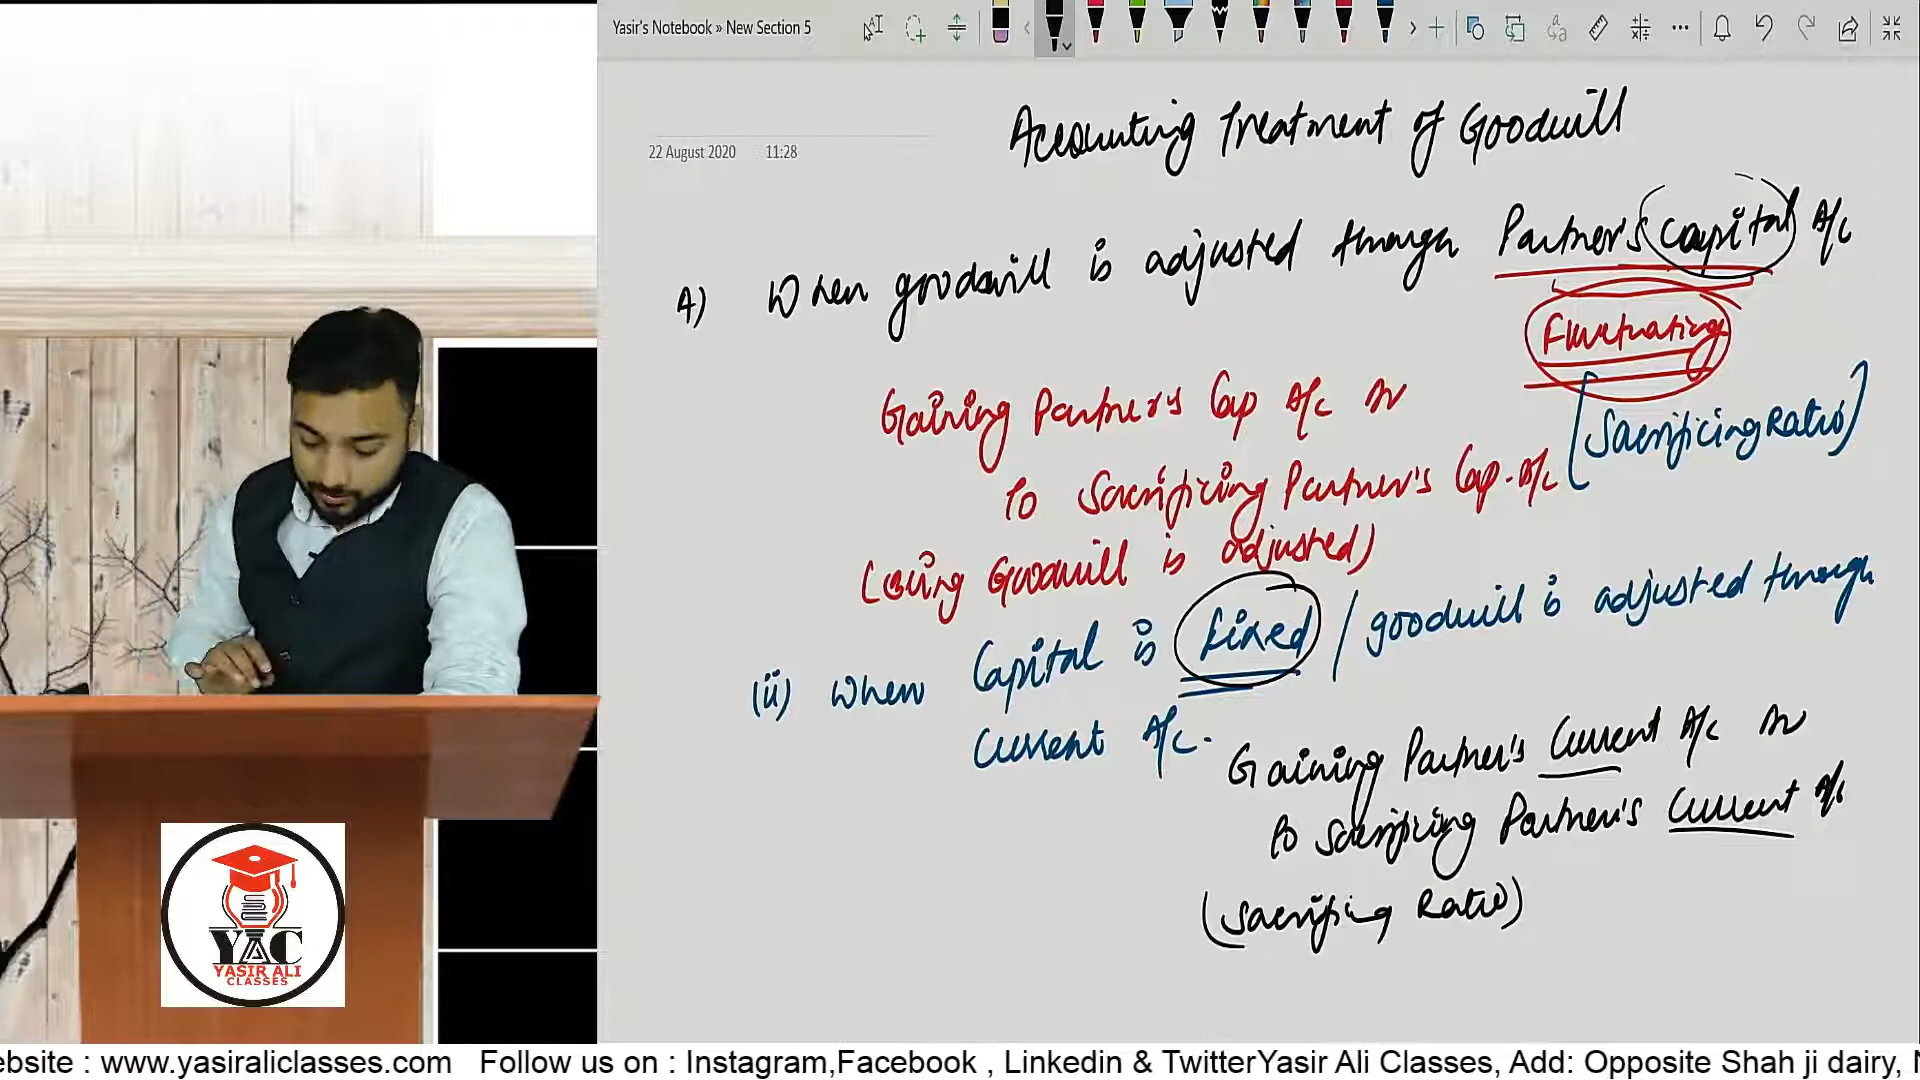 Yasir's Notebook » New Section 5
Accounting Treatment of Goodwill
22 August 2020 11:28
A) When goodwill is adjusted through Partner's Capital A/c
Fluctuating
Gaining Partner's Cap A/c Dr
[Sacrificing Ratio]
To Sacrificing Partner's Cap. A/c
(Being Goodwill is adjusted)
(ii) When Capital is fixed / goodwill is adjusted through
Current A/c.
Gaining Partner's Current A/c Dr
To Sacrificing Partner's Current A/c
(Sacrificing Ratio)
YAC
YASIR ALI
CLASSES
ebsite : www.yasiraliclasses.com Follow us on : Instagram,Facebook , Linkedin & TwitterYasir Ali Classes, Add: Opposite Shah ji dairy, N